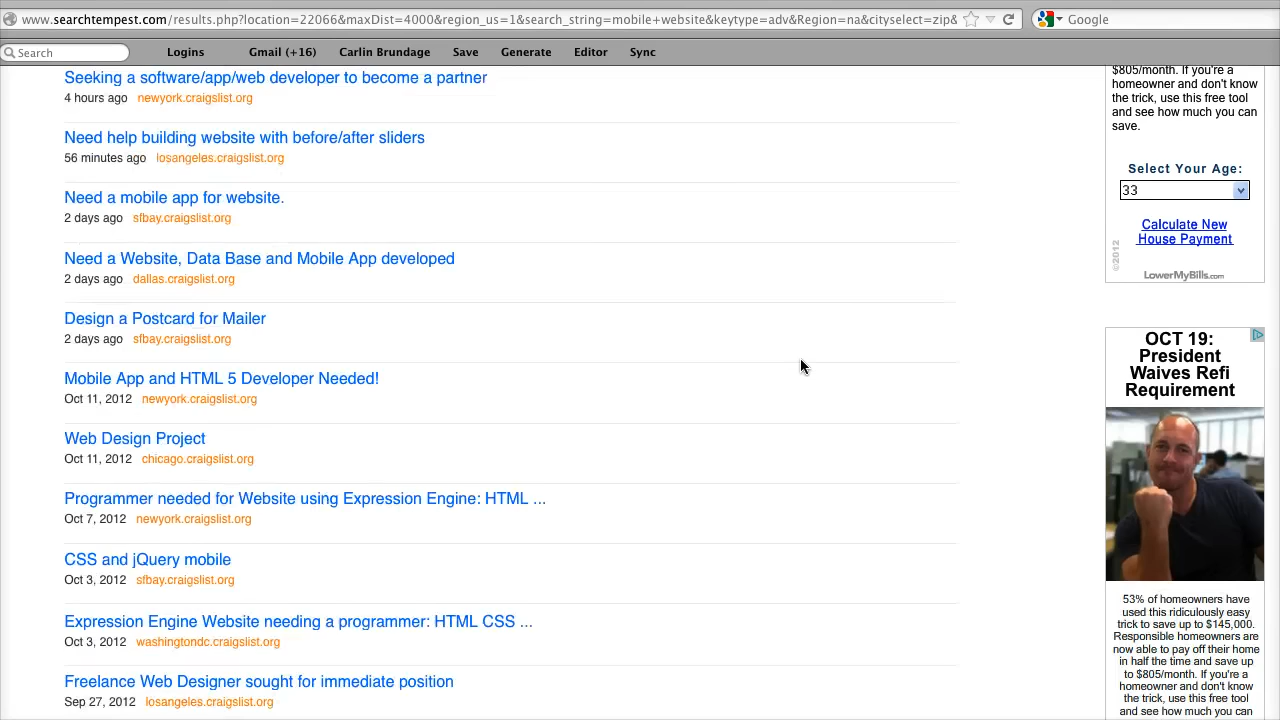 www.searchtempest.com/results.php?location=22066&maxDist=4000&region_us=1&search_string=mobile+website&keytype=adv&Region=na&cityselect=zip&
Google
Search
Logins
Gmail (+16)
Carlin Brundage
Save
Generate
Editor
Sync
Seeking a software/app/web developer to become a partner
4 hours ago newyork.craigslist.org
Need help building website with before/after sliders
56 minutes ago losangeles.craigslist.org
Need a mobile app for website.
2 days ago sfbay.craigslist.org
Need a Website, Data Base and Mobile App developed
2 days ago dallas.craigslist.org
Design a Postcard for Mailer
2 days ago sfbay.craigslist.org
Mobile App and HTML 5 Developer Needed!
Oct 11, 2012 newyork.craigslist.org
Web Design Project
Oct 11, 2012 chicago.craigslist.org
Programmer needed for Website using Expression Engine: HTML ...
Oct 7, 2012 newyork.craigslist.org
CSS and jQuery mobile
Oct 3, 2012 sfbay.craigslist.org
Expression Engine Website needing a programmer: HTML CSS ...
Oct 3, 2012 washingtondc.craigslist.org
Freelance Web Designer sought for immediate position
Sep 27, 2012 losangeles.craigslist.org
$805/month. If you're a
homeowner and don't know
the trick, use this free tool
and see how much you can
save.
Select Your Age:
33
Calculate New
House Payment
©2012
LowerMyBills.com
OCT 19:
President
Waives Refi
Requirement
53% of homeowners have
used this ridiculously easy
trick to save up to $145,000.
Responsible homeowners are
now able to pay off their home
in half the time and save up
to $805/month. If you're a
homeowner and don't know
the trick, use this free tool
and see how much you can